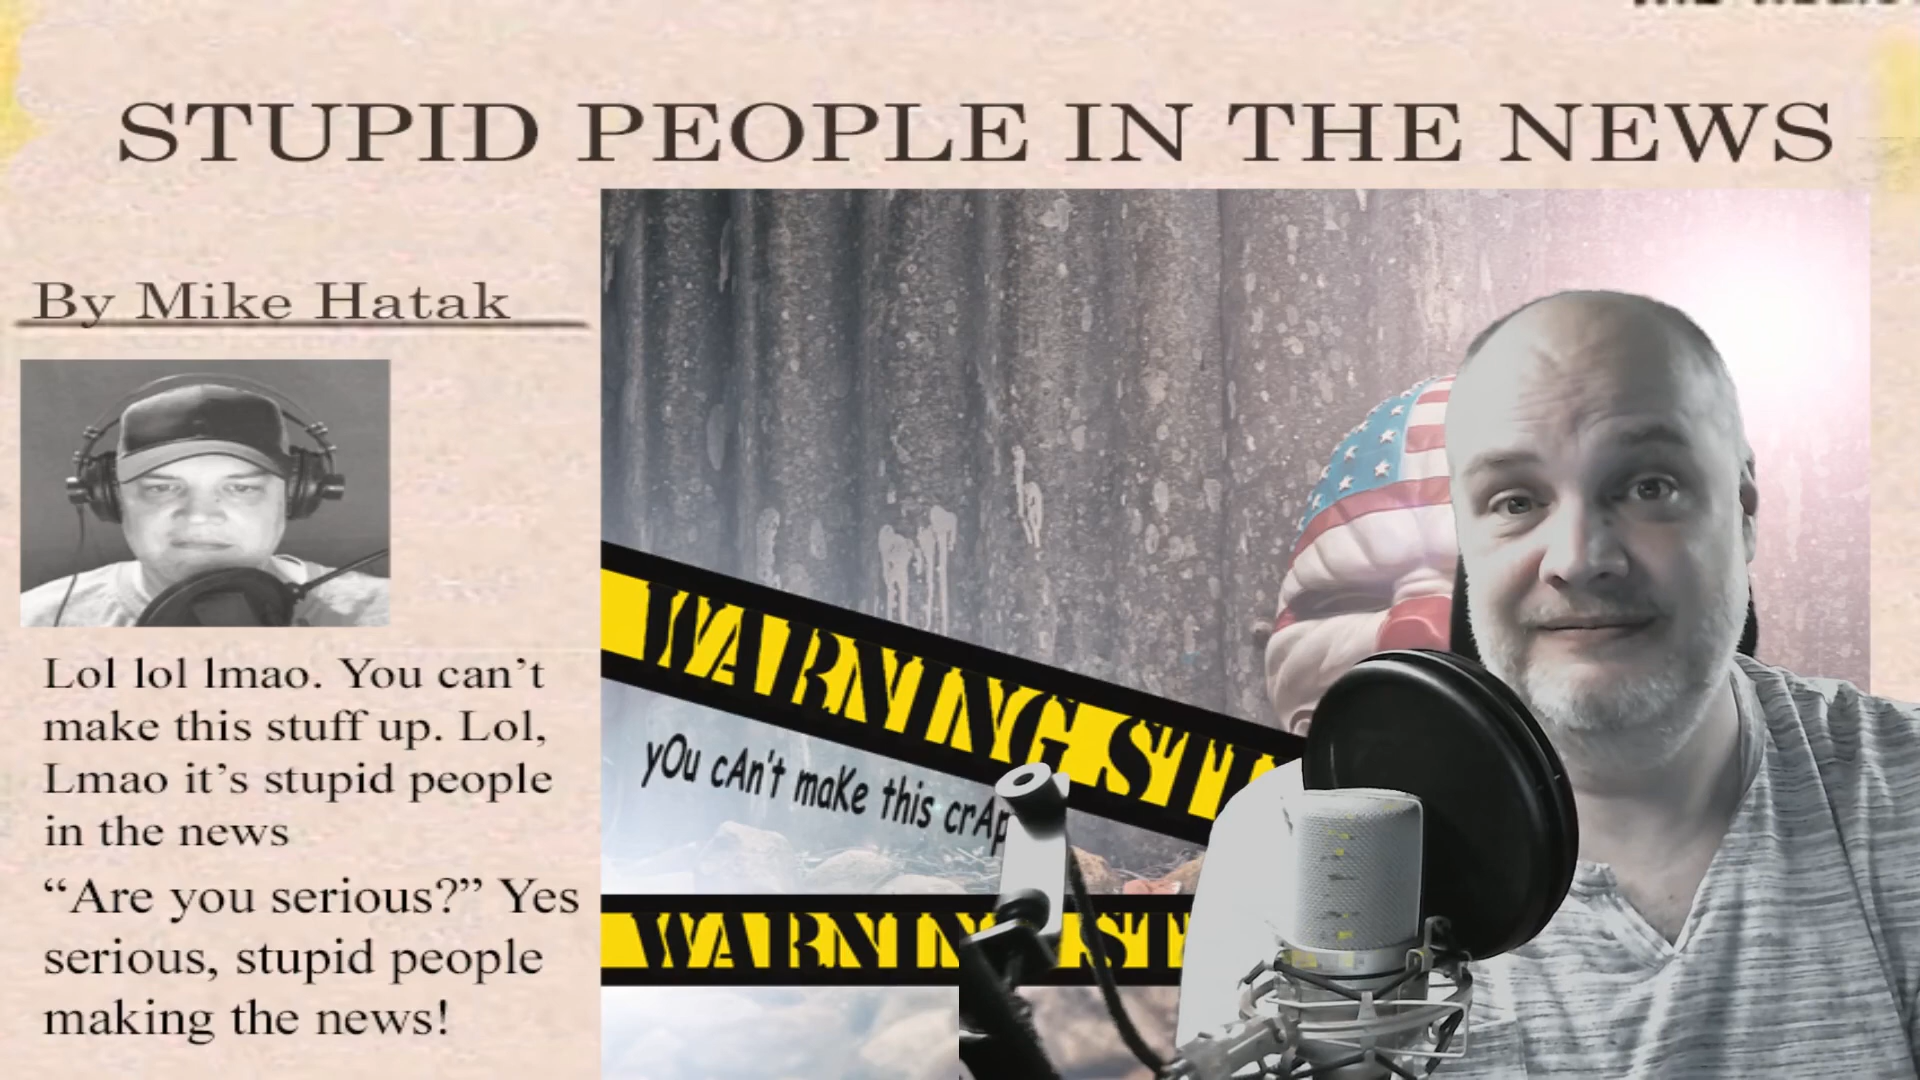 STUPID PEOPLE IN THE NEWS
By Mike Hatak
Lol lol lmao. You can’t
make this stuff up. Lol,
Lmao it’s stupid people
in the news
“Are you serious?” Yes
serious, stupid people
making the news!
WARNING
yOu cAn't maKe this crAp
WARNING